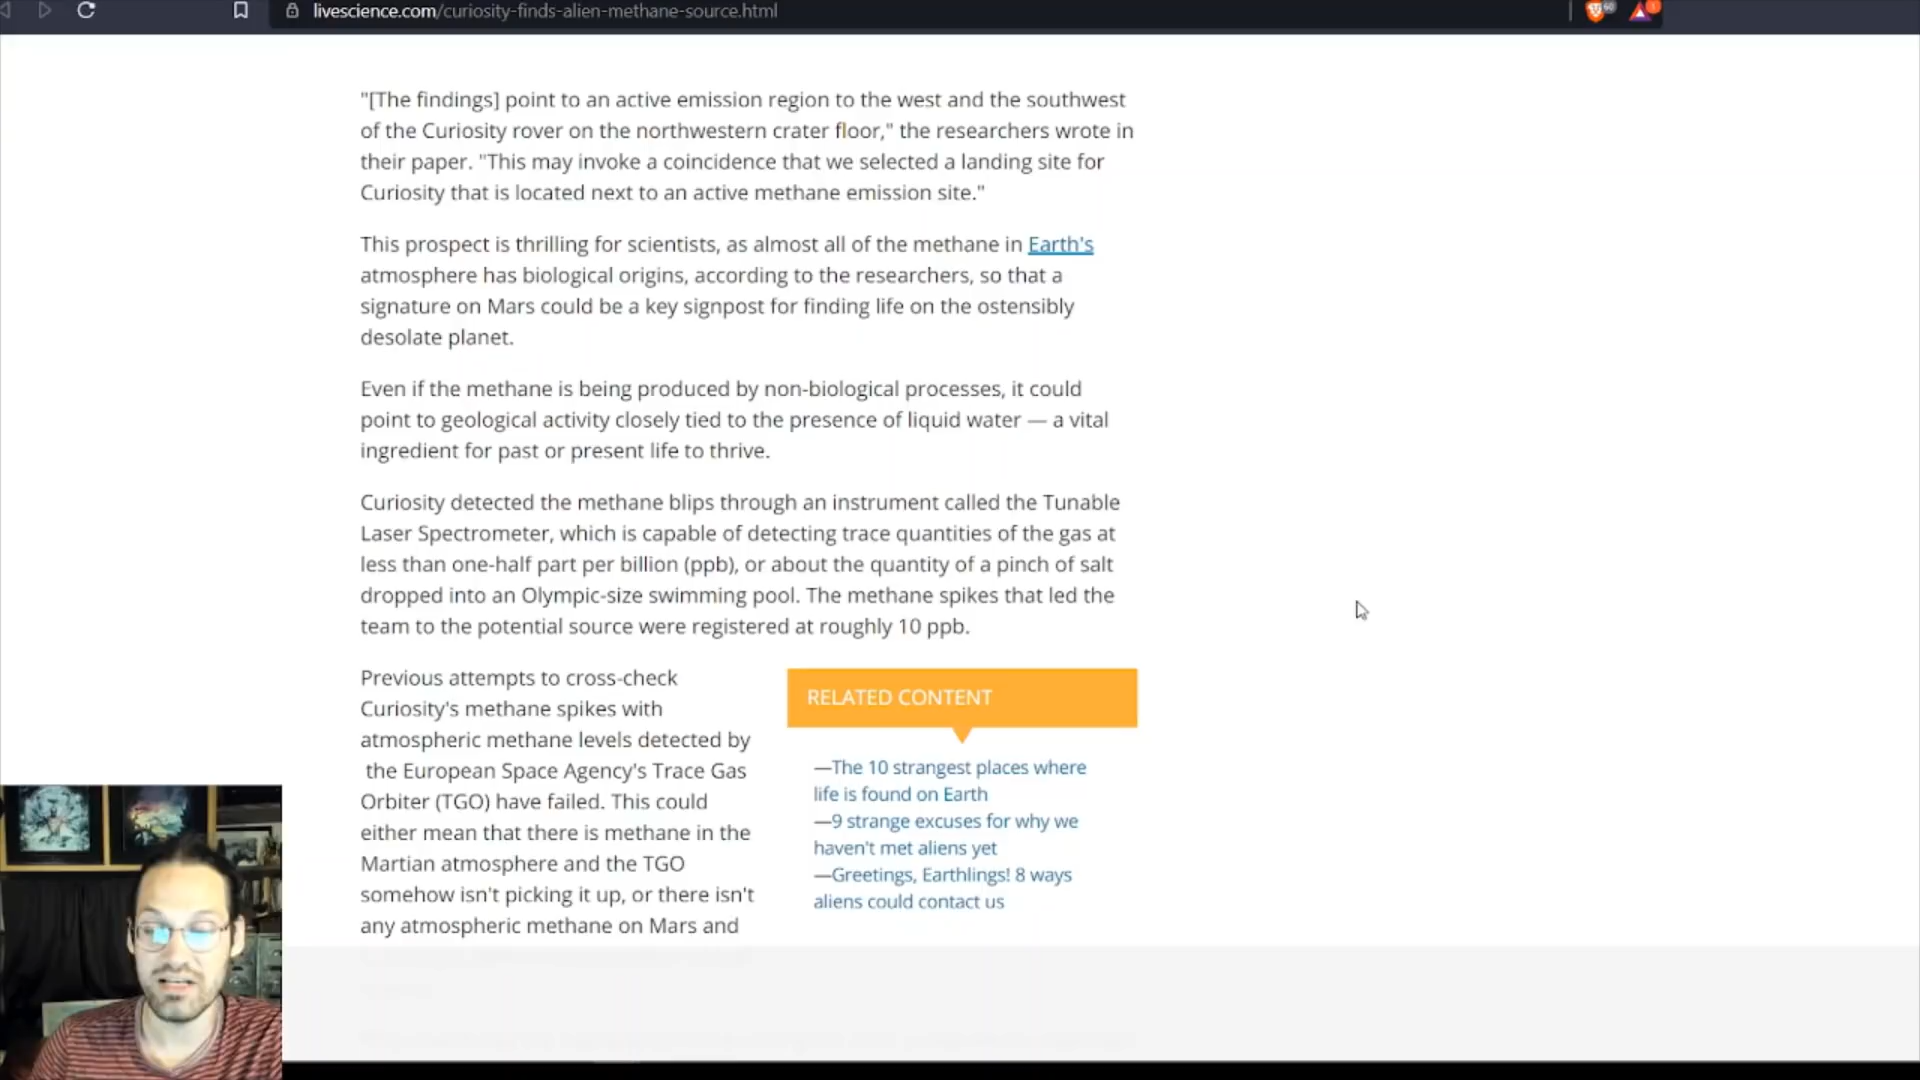 livescience.com/curiosity-finds-alien-methane-source.html
"[The findings] point to an active emission region to the west and the southwest
of the Curiosity rover on the northwestern crater floor," the researchers wrote in
their paper. "This may invoke a coincidence that we selected a landing site for
Curiosity that is located next to an active methane emission site."
This prospect is thrilling for scientists, as almost all of the methane in Earth's
atmosphere has biological origins, according to the researchers, so that a
signature on Mars could be a key signpost for finding life on the ostensibly
desolate planet.
Even if the methane is being produced by non-biological processes, it could
point to geological activity closely tied to the presence of liquid water — a vital
ingredient for past or present life to thrive.
Curiosity detected the methane blips through an instrument called the Tunable
Laser Spectrometer, which is capable of detecting trace quantities of the gas at
less than one-half part per billion (ppb), or about the quantity of a pinch of salt
dropped into an Olympic-size swimming pool. The methane spikes that led the
team to the potential source were registered at roughly 10 ppb.
Previous attempts to cross-check
Curiosity's methane spikes with
atmospheric methane levels detected by
the European Space Agency's Trace Gas
Orbiter (TGO) have failed. This could
either mean that there is methane in the
Martian atmosphere and the TGO
somehow isn't picking it up, or there isn't
any atmospheric methane on Mars and
RELATED CONTENT
—The 10 strangest places where
life is found on Earth
—9 strange excuses for why we
haven't met aliens yet
—Greetings, Earthlings! 8 ways
aliens could contact us